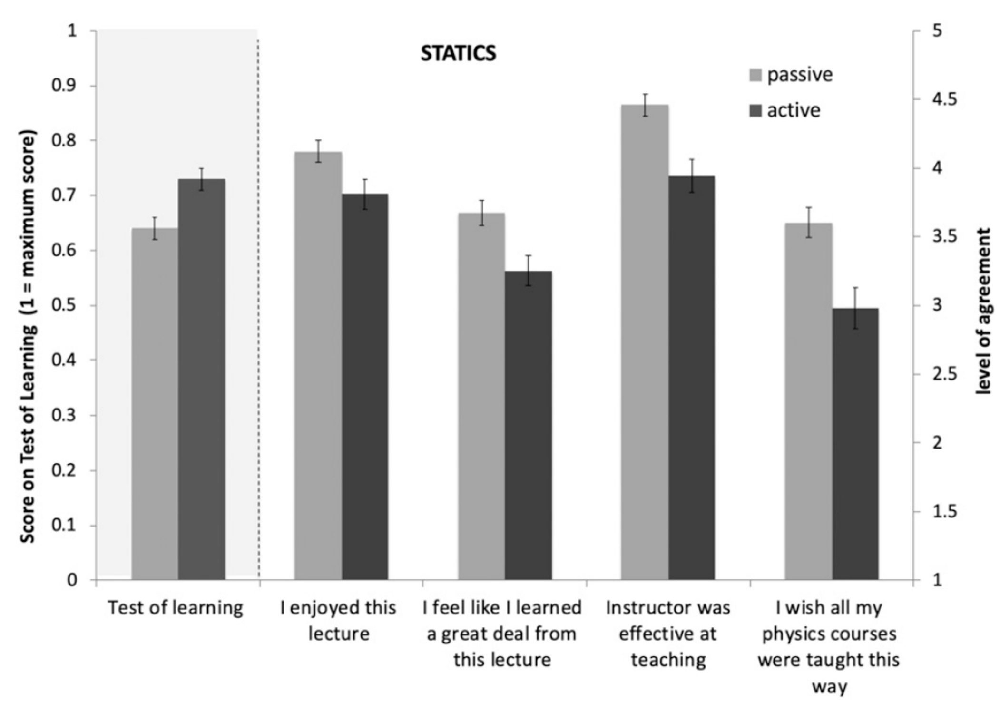 STATICS
passive
active
Score on Test of Learning (1 = maximum score)
1
0.9
0.8
0.7
0.6
0.5
0.4
0.3
0.2
0.1
0
5
4.5
4
3.5
3
2.5
2
1.5
1
level of agreement
Test of learning
I enjoyed this
lecture
I feel like I learned
a great deal from
this lecture
Instructor was
effective at
teaching
I wish all my
physics courses
were taught this
way